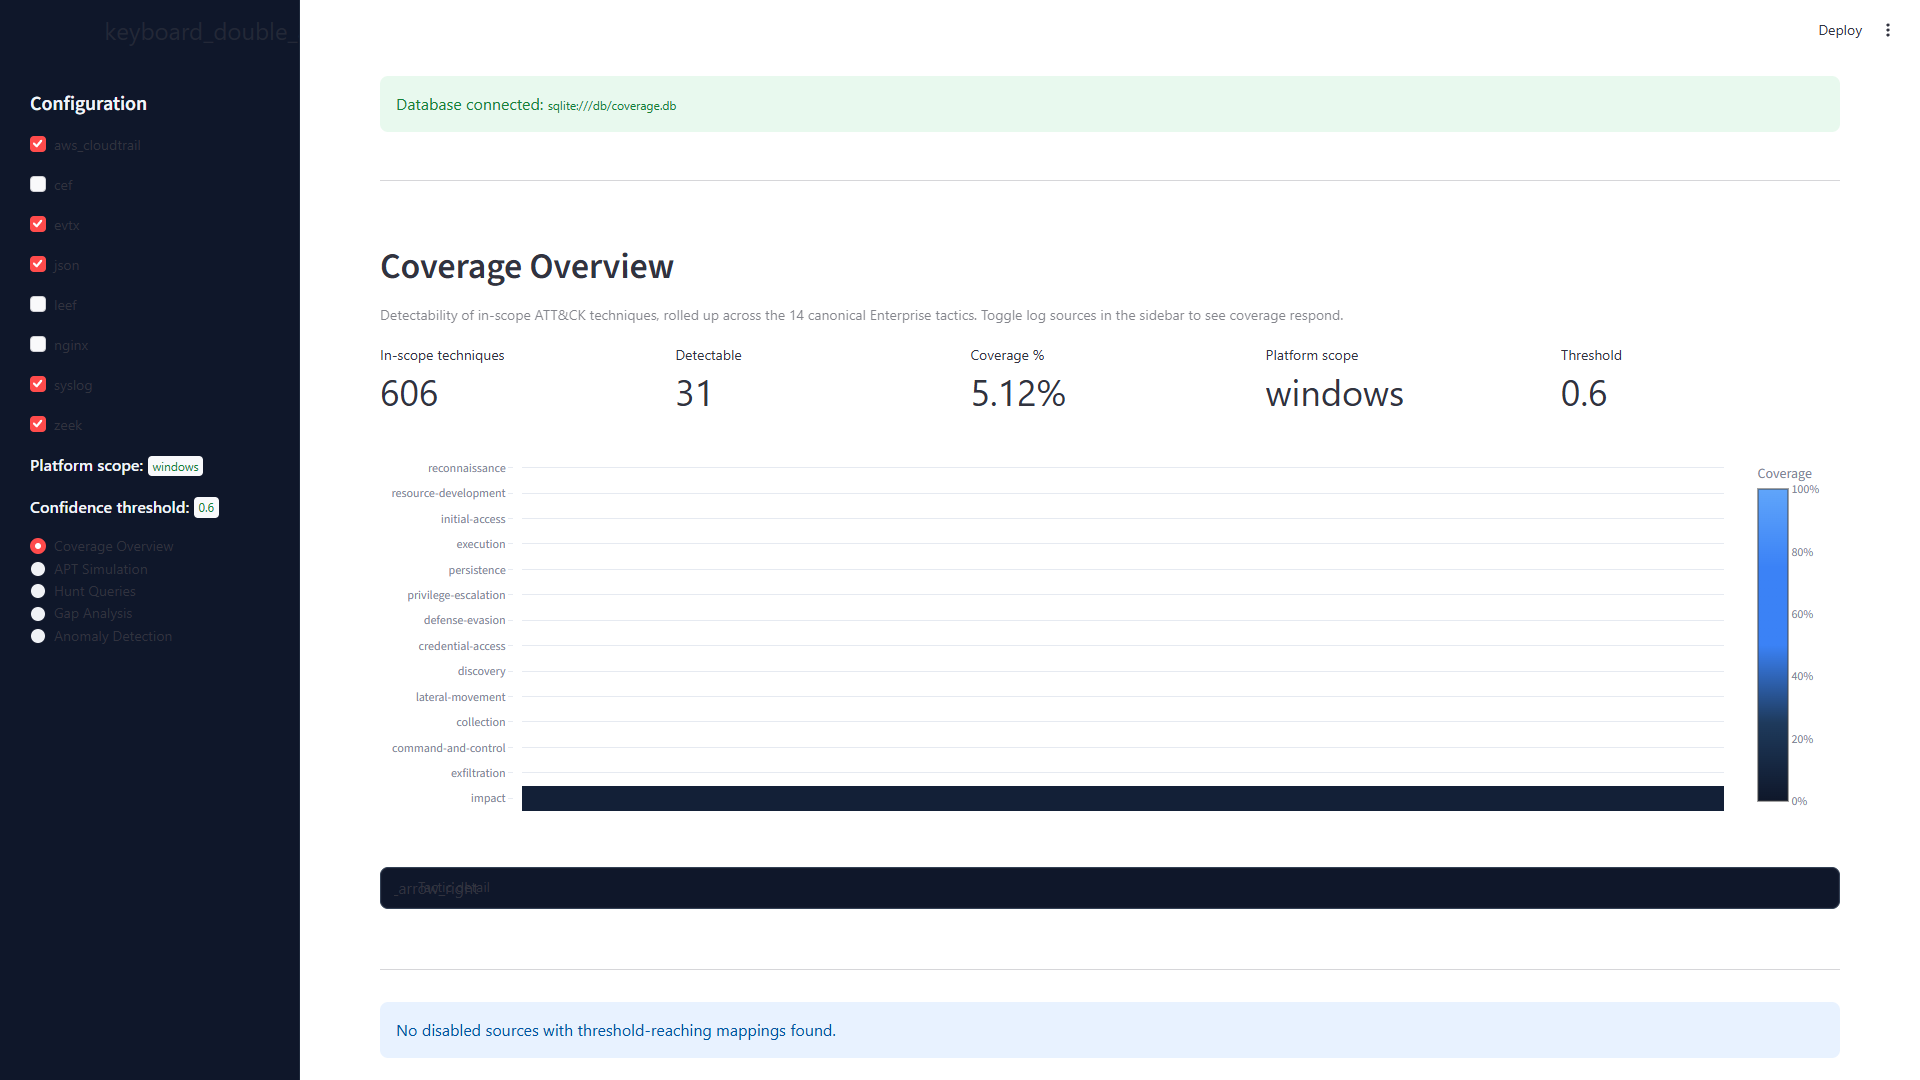 keyboard_double_
Deploy
Configuration
aws_cloudtrail
cef
evtx
json
leef
nginx
syslog
zeek
Platform scope: windows
Confidence threshold: 0.6
Coverage Overview
APT Simulation
Hunt Queries
Gap Analysis
Anomaly Detection
Database connected: sqlite:///db/coverage.db
Coverage Overview
Detectability of in-scope ATT&CK techniques, rolled up across the 14 canonical Enterprise tactics. Toggle log sources in the sidebar to see coverage respond.
In-scope techniques
606
Detectable
31
Coverage %
5.12%
Platform scope
windows
Threshold
0.6
reconnaissance
resource-development
initial-access
execution
persistence
privilege-escalation
defense-evasion
credential-access
discovery
lateral-movement
collection
command-and-control
exfiltration
impact
Coverage
100%
80%
60%
40%
20%
0%
_arrow_right
Tactic detail
No disabled sources with threshold-reaching mappings found.